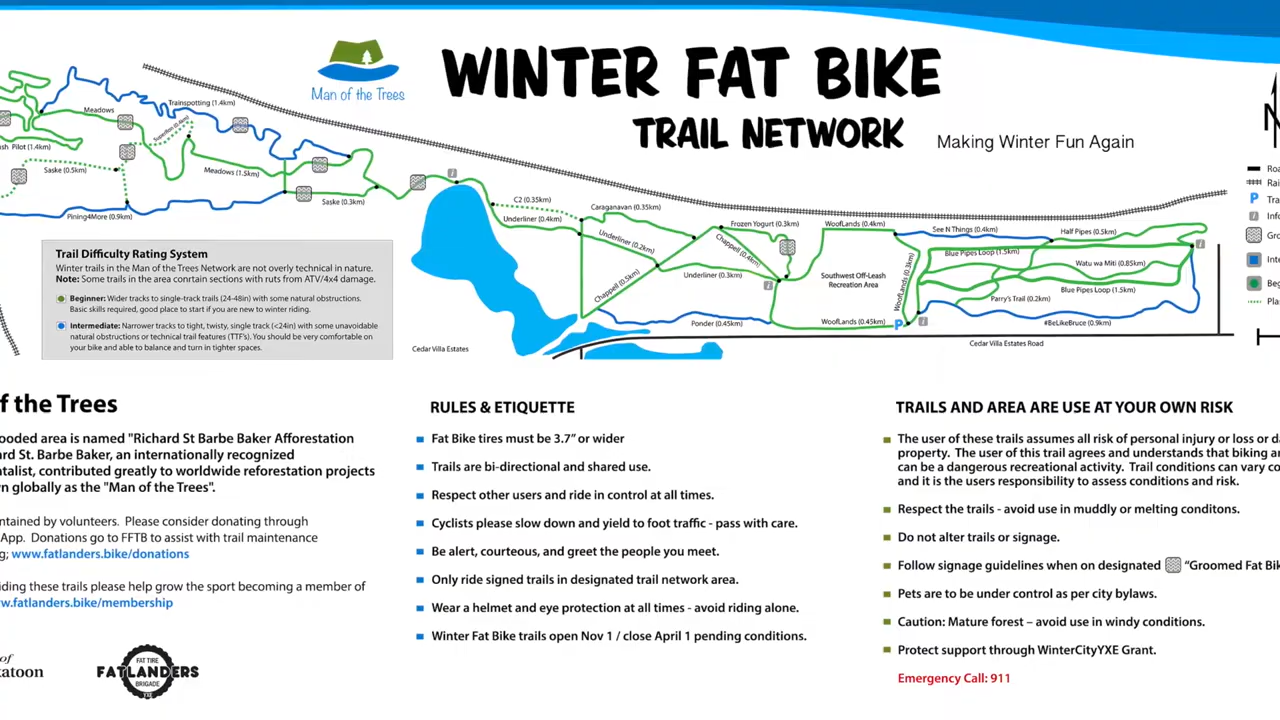 WINTER FAT BIKE
TRAIL NETWORK
Making Winter Fun Again
Man of the Trees
Meadows
Trainspotting (1.4km)
Pilot (1.4km)
Saske (0.5km)
Meadows (1.5km)
Pining4More (0.9km)
Saske (0.3km)
C2 (0.35km)
Underliner (0.4km)
Caraganavan (0.35km)
Underliner (0.2km)
Chappell (0.5km)
Frozen Yogurt (0.3km)
Chappell (0.4km)
Underliner (0.3km)
Ponder (0.45km)
WoofLands (0.4km)
Southwest Off-Leash
Recreation Area
WoofLands (0.45km)
WoofLands (0.3km)
See N Things (0.4km)
Half Pipes (0.5km)
Blue Pipes Loop (1.5km)
Watu wa Miti (0.85km)
Blue Pipes Loop (1.5km)
Parry's Trail (0.2km)
#BeLikeBruce (0.9km)
Cedar Villa Estates
Cedar Villa Estates Road
P
i
i
i
i
N
Roa
Rai
P Tra
i Info
Gro
Inte
Beg
Pla
Trail Difficulty Rating System
Winter trails in the Man of the Trees Network are not overly technical in nature.
Note: Some trails in the area conrtain sections with ruts from ATV/4x4 damage.
Beginner: Wider tracks to single-track trails (24-48in) with some natural obstructions.
Basic skills required, good place to start if you are new to winter riding.
Intermediate: Narrower tracks to tight, twisty, single track (<24in) with some unavoidable
natural obstructions or technical trail features (TTF's). You should be very comfortable on
your bike and able to balance and turn in tighter spaces.
f the Trees
ooded area is named "Richard St Barbe Baker Afforestation
rd St. Barbe Baker, an internationally recognized
ntalist, contributed greatly to worldwide reforestation projects
n globally as the "Man of the Trees".
ntained by volunteers. Please consider donating through
App. Donations go to FFTB to assist with trail maintenance
g; www.fatlanders.bike/donations
iding these trails please help grow the sport becoming a member of
w.fatlanders.bike/membership
of
katoon
FAT TIRE
FATLANDERS
BRIGADE
YXE
RULES & ETIQUETTE
Fat Bike tires must be 3.7" or wider
Trails are bi-directional and shared use.
Respect other users and ride in control at all times.
Cyclists please slow down and yield to foot traffic - pass with care.
Be alert, courteous, and greet the people you meet.
Only ride signed trails in designated trail network area.
Wear a helmet and eye protection at all times - avoid riding alone.
Winter Fat Bike trails open Nov 1 / close April 1 pending conditions.
TRAILS AND AREA ARE USE AT YOUR OWN RISK
The user of these trails assumes all risk of personal injury or loss or da
property. The user of this trail agrees and understands that biking an
can be a dangerous recreational activity. Trail conditions can vary co
and it is the users responsibility to assess conditions and risk.
Respect the trails - avoid use in muddly or melting conditons.
Do not alter trails or signage.
Follow signage guidelines when on designated "Groomed Fat Bik
Pets are to be under control as per city bylaws.
Caution: Mature forest – avoid use in windy conditions.
Protect support through WinterCityYXE Grant.
Emergency Call: 911